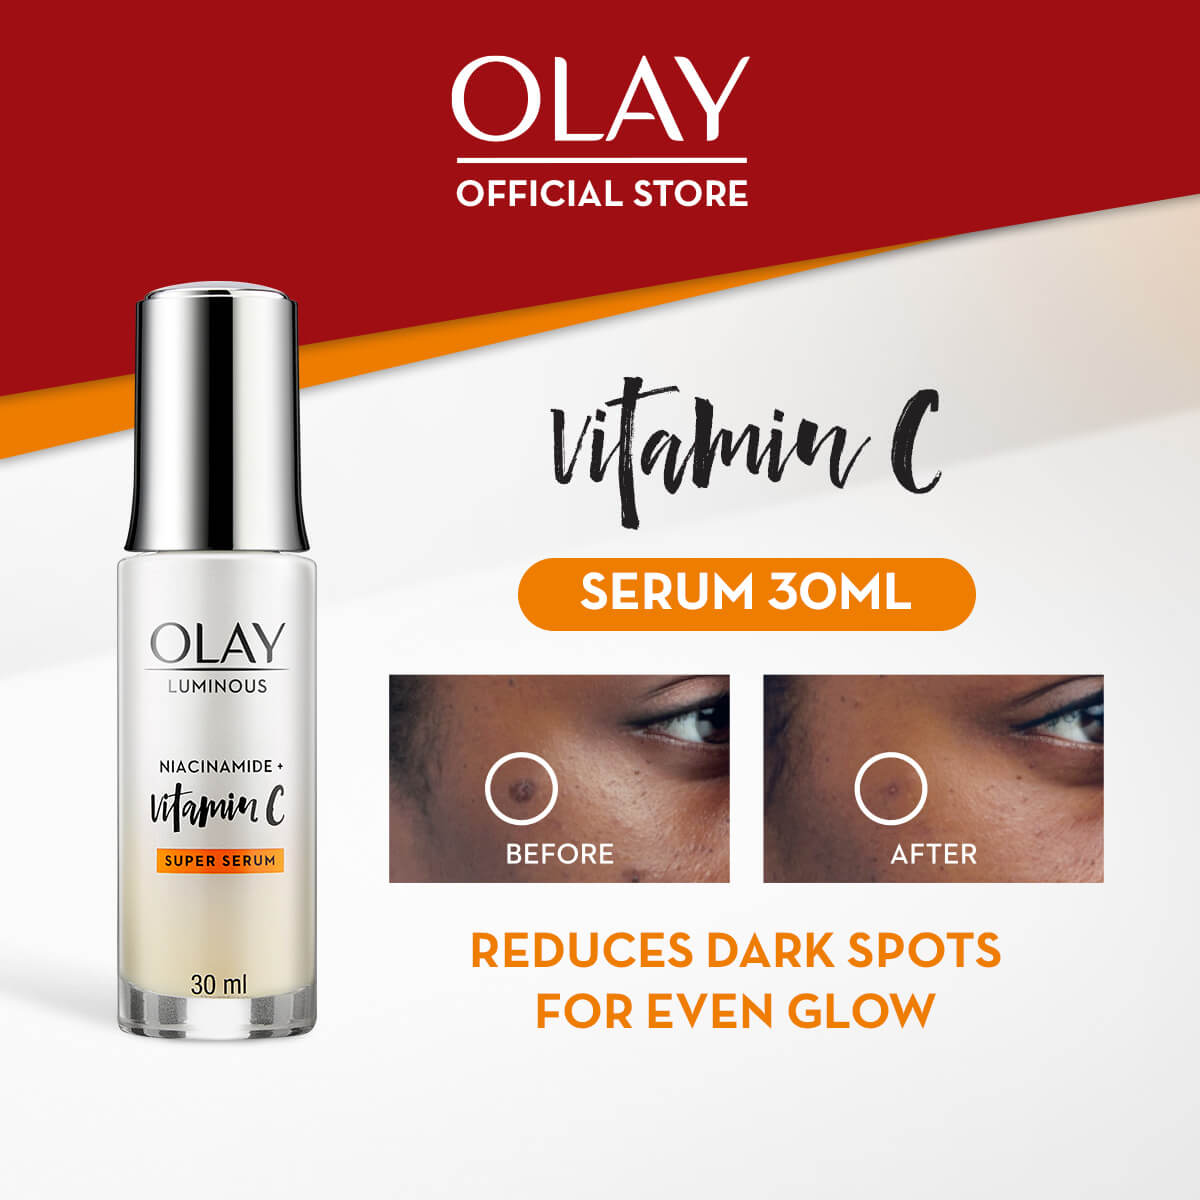 OLAY
OFFICIAL STORE
Vitamin C
SERUM 30ML
OLAY
LUMINOUS
NIACINAMIDE +
Vitamin C
SUPER SERUM
30 ml
BEFORE
AFTER
REDUCES DARK SPOTS
FOR EVEN GLOW